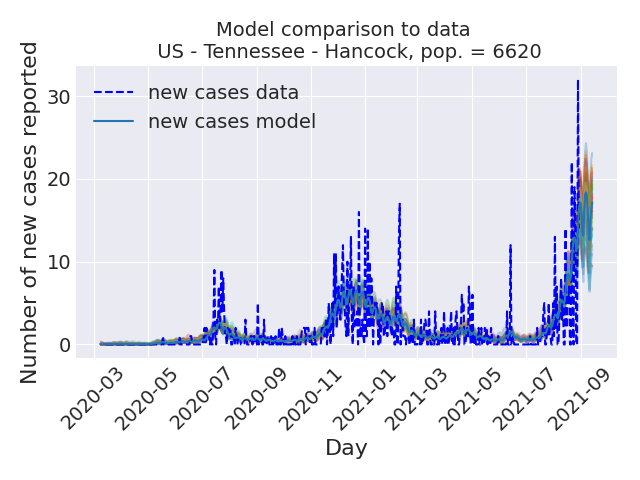 Model comparison to data
US - Tennessee - Hancock, pop. = 6620
Number of new cases reported
30
20
10
0
new cases data
new cases model
2020-03
2020-05
2020-07
2020-09
2020-11
2021-01
2021-03
2021-05
2021-07
2021-09
Day